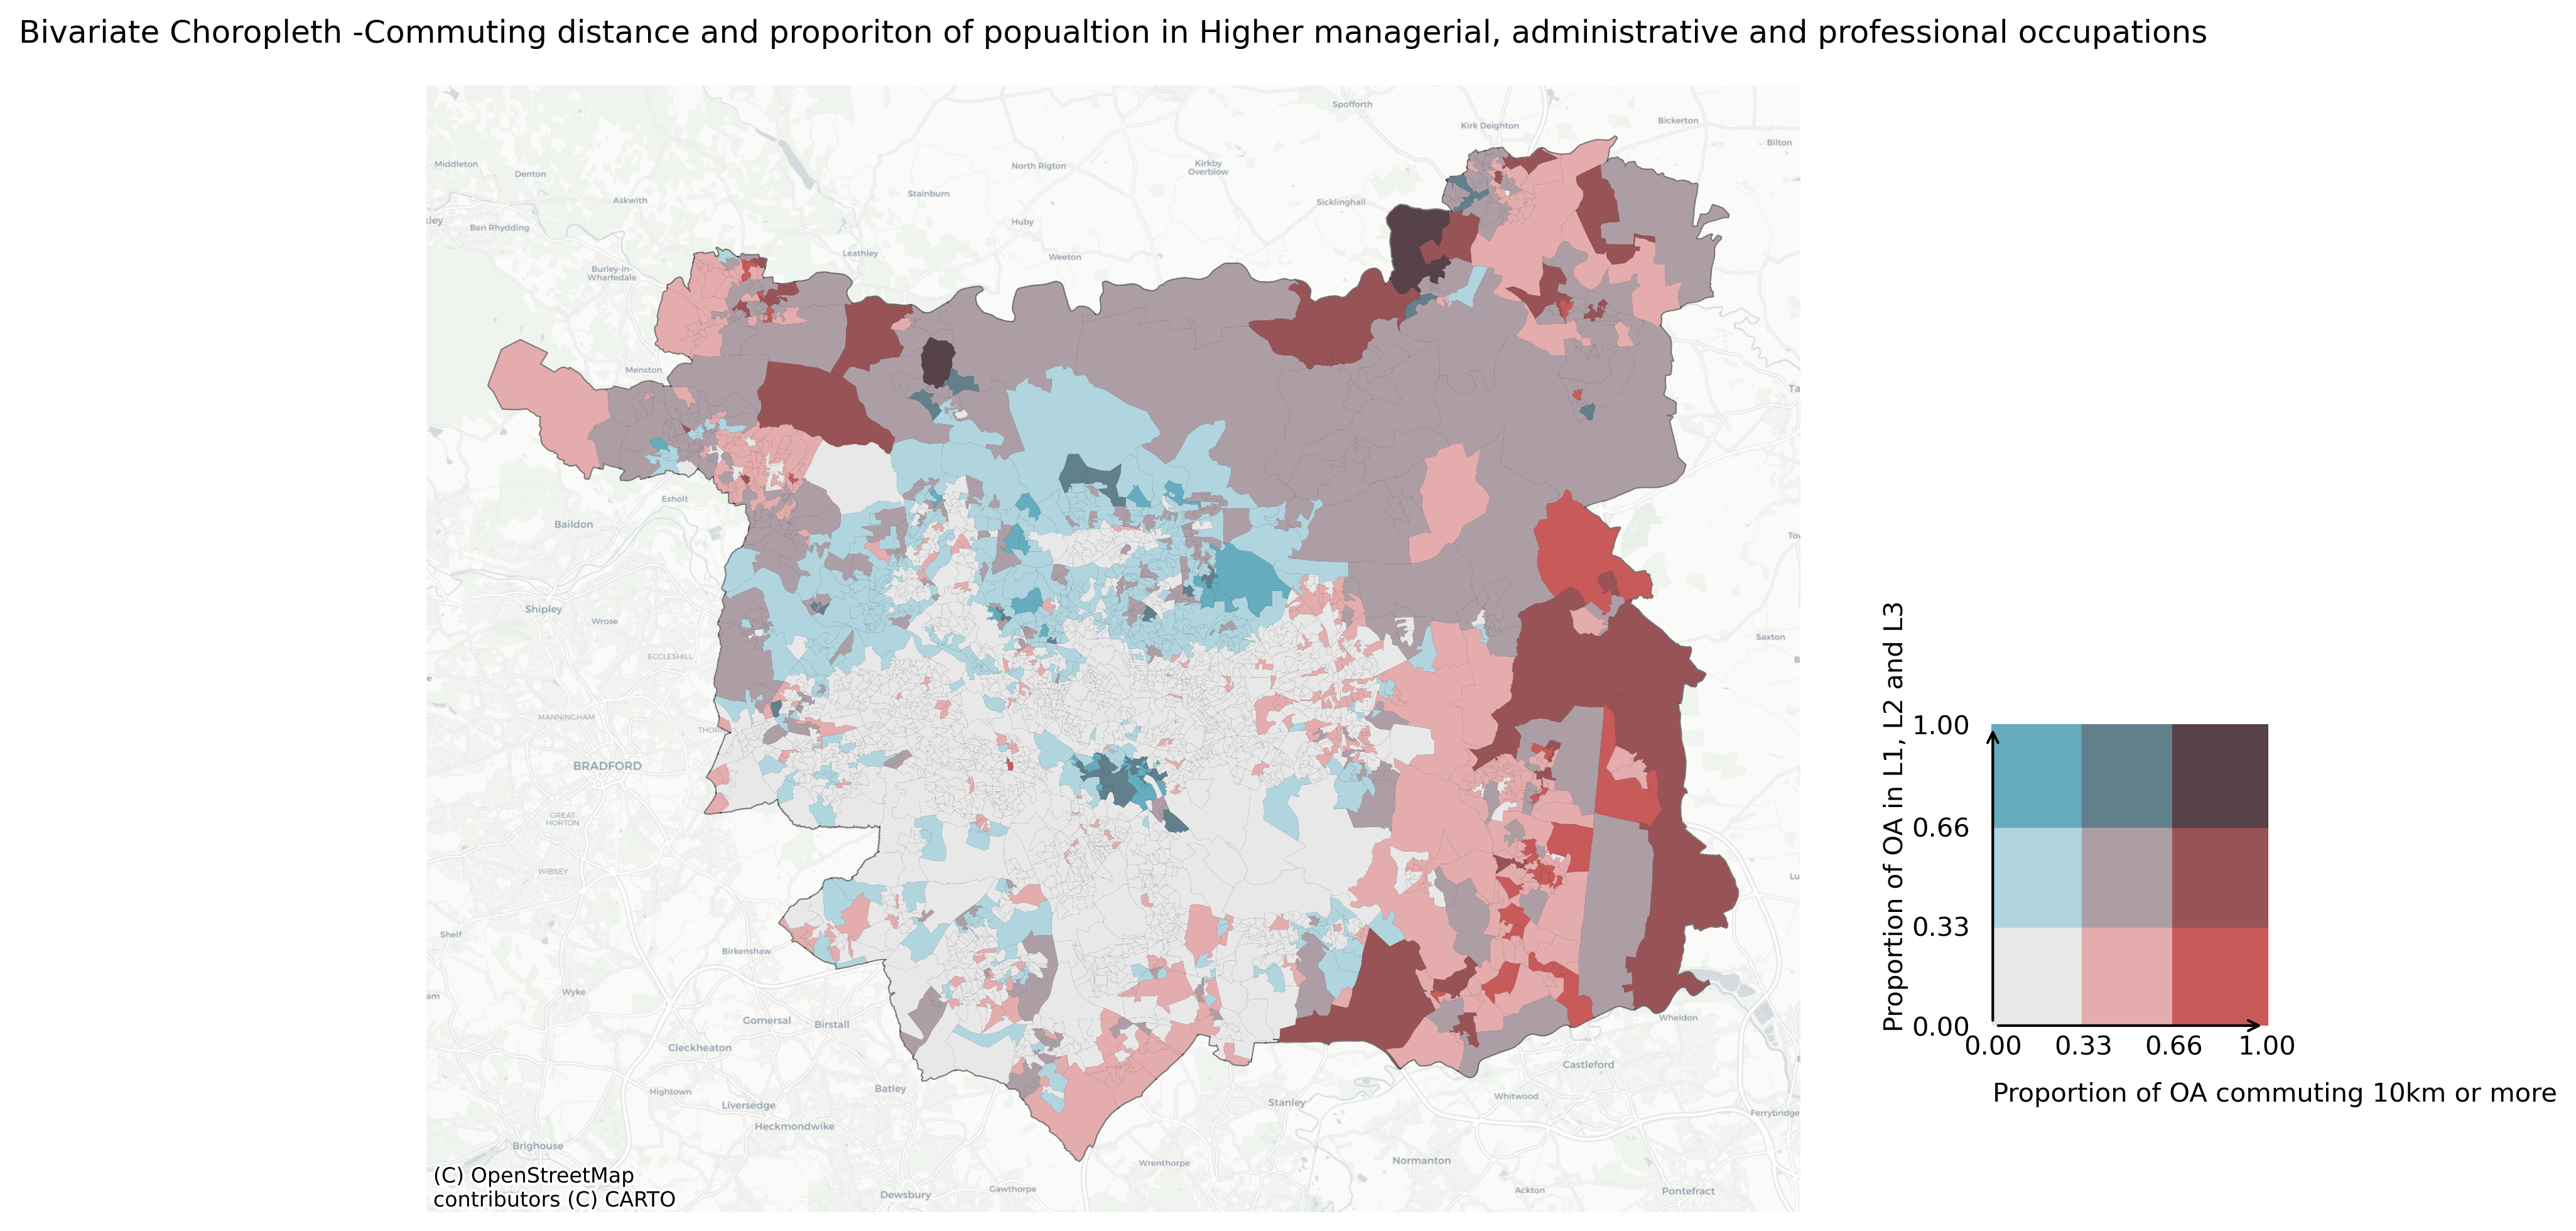 Bivariate Choropleth -Commuting distance and proporiton of popualtion in Higher managerial, administrative and professional occupations
Spofforth
Kirk Deighton
Bickerton
Bilton
Middleton
Denton
North Rigton
Kirkby
Overblow
Askwith
Stainburn
Sicklinghall
kley
Ben Rhydding
Huby
Leathley
Weeton
Burley-in-
Wharfedale
Menston
Ta
Esholt
Baildon
Tov
Shipley
Wrose
Saxton
ECCLESHILL
B
e
MANNINGHAM
THORN
BRADFORD
GREAT
HORTON
WIBSEY
Lu
Shelf
Birkenshaw
am
Wyke
Gomersal
Birstall
Wheldon
Cleckheaton
Castleford
Hightown
Batley
Liversedge
Stanley
Whitwood
Heckmondwike
Ferrybridge
Brighouse
Wrenthorpe
Normanton
Dewsbury
Gawthorpe
Ackton
Pontefract
(C) OpenStreetMap
contributors (C) CARTO
Proportion of OA in L1, L2 and L3
1.00
0.66
0.33
0.00
0.00 0.33 0.66 1.00
Proportion of OA commuting 10km or more